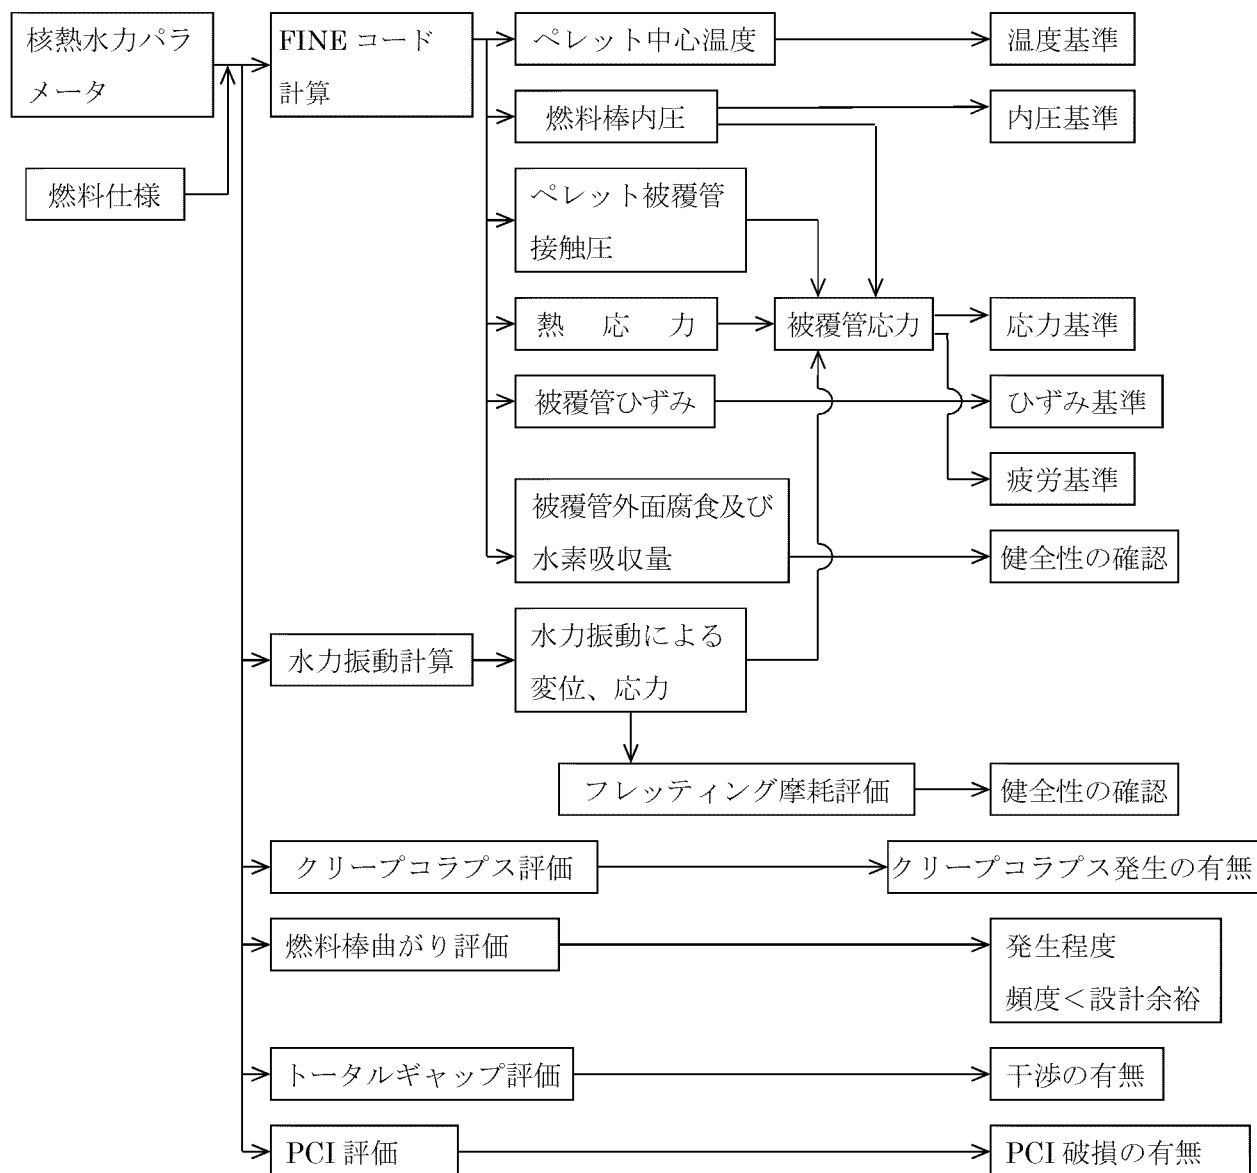 核熱水力パラ
メータ
燃料仕様
FINE コード
計算
ペレット中心温度
温度基準
燃料棒内圧
内圧基準
ペレット被覆管
接触圧
熱 応 力
被覆管応力
応力基準
被覆管ひずみ
ひずみ基準
疲労基準
被覆管外面腐食及び
水素吸収量
健全性の確認
水力振動計算
水力振動による
変位、応力
フレッティング摩耗評価
健全性の確認
クリープコラプス評価
クリープコラプス発生の有無
燃料棒曲がり評価
発生程度
頻度＜設計余裕
トータルギャップ評価
干渉の有無
PCI 評価
PCI 破損の有無